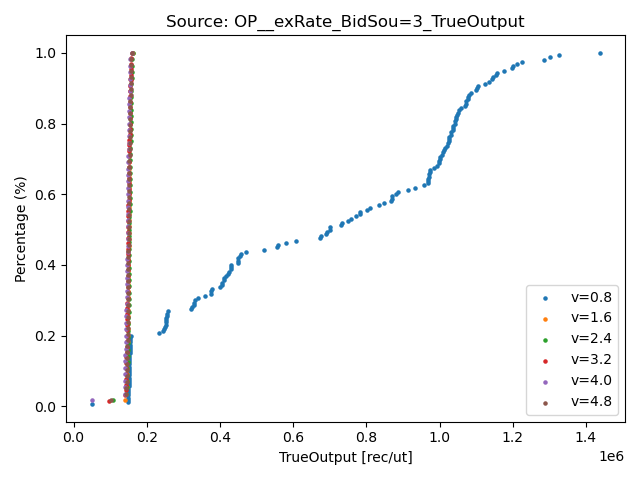 Source: OP__exRate_BidSou=3_TrueOutput
Percentage (%)
1.0
0.8
0.6
0.4
0.2
0.0
v=0.8
v=1.6
v=2.4
v=3.2
v=4.0
v=4.8
0.0 0.2 0.4 0.6 0.8 1.0 1.2 1.4
1e6
TrueOutput [rec/ut]